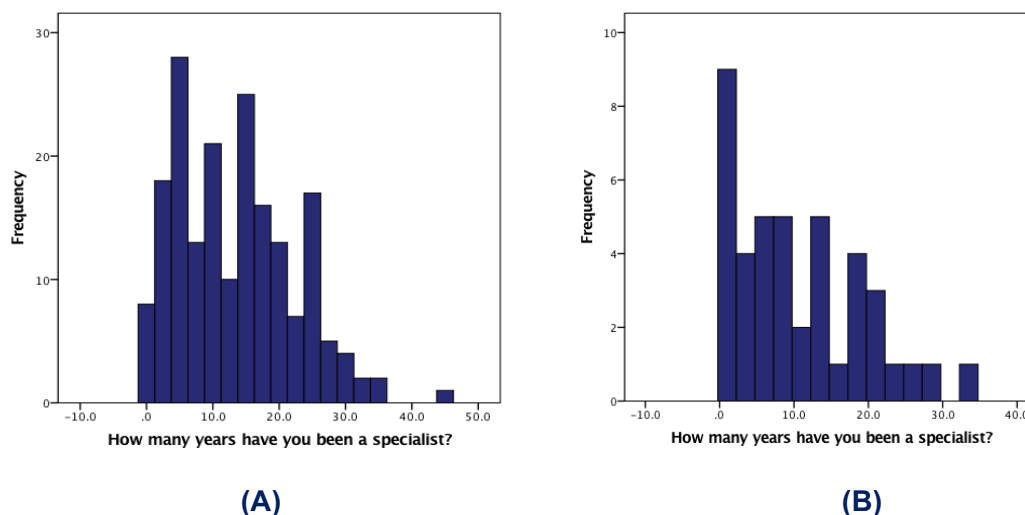 30
20
10
0
Frequency
-10.0 .0 10.0 20.0 30.0 40.0 50.0
How many years have you been a specialist?
(A)
10
8
6
4
2
0
Frequency
-10.0 .0 10.0 20.0 30.0 40.0
How many years have you been a specialist?
(B)